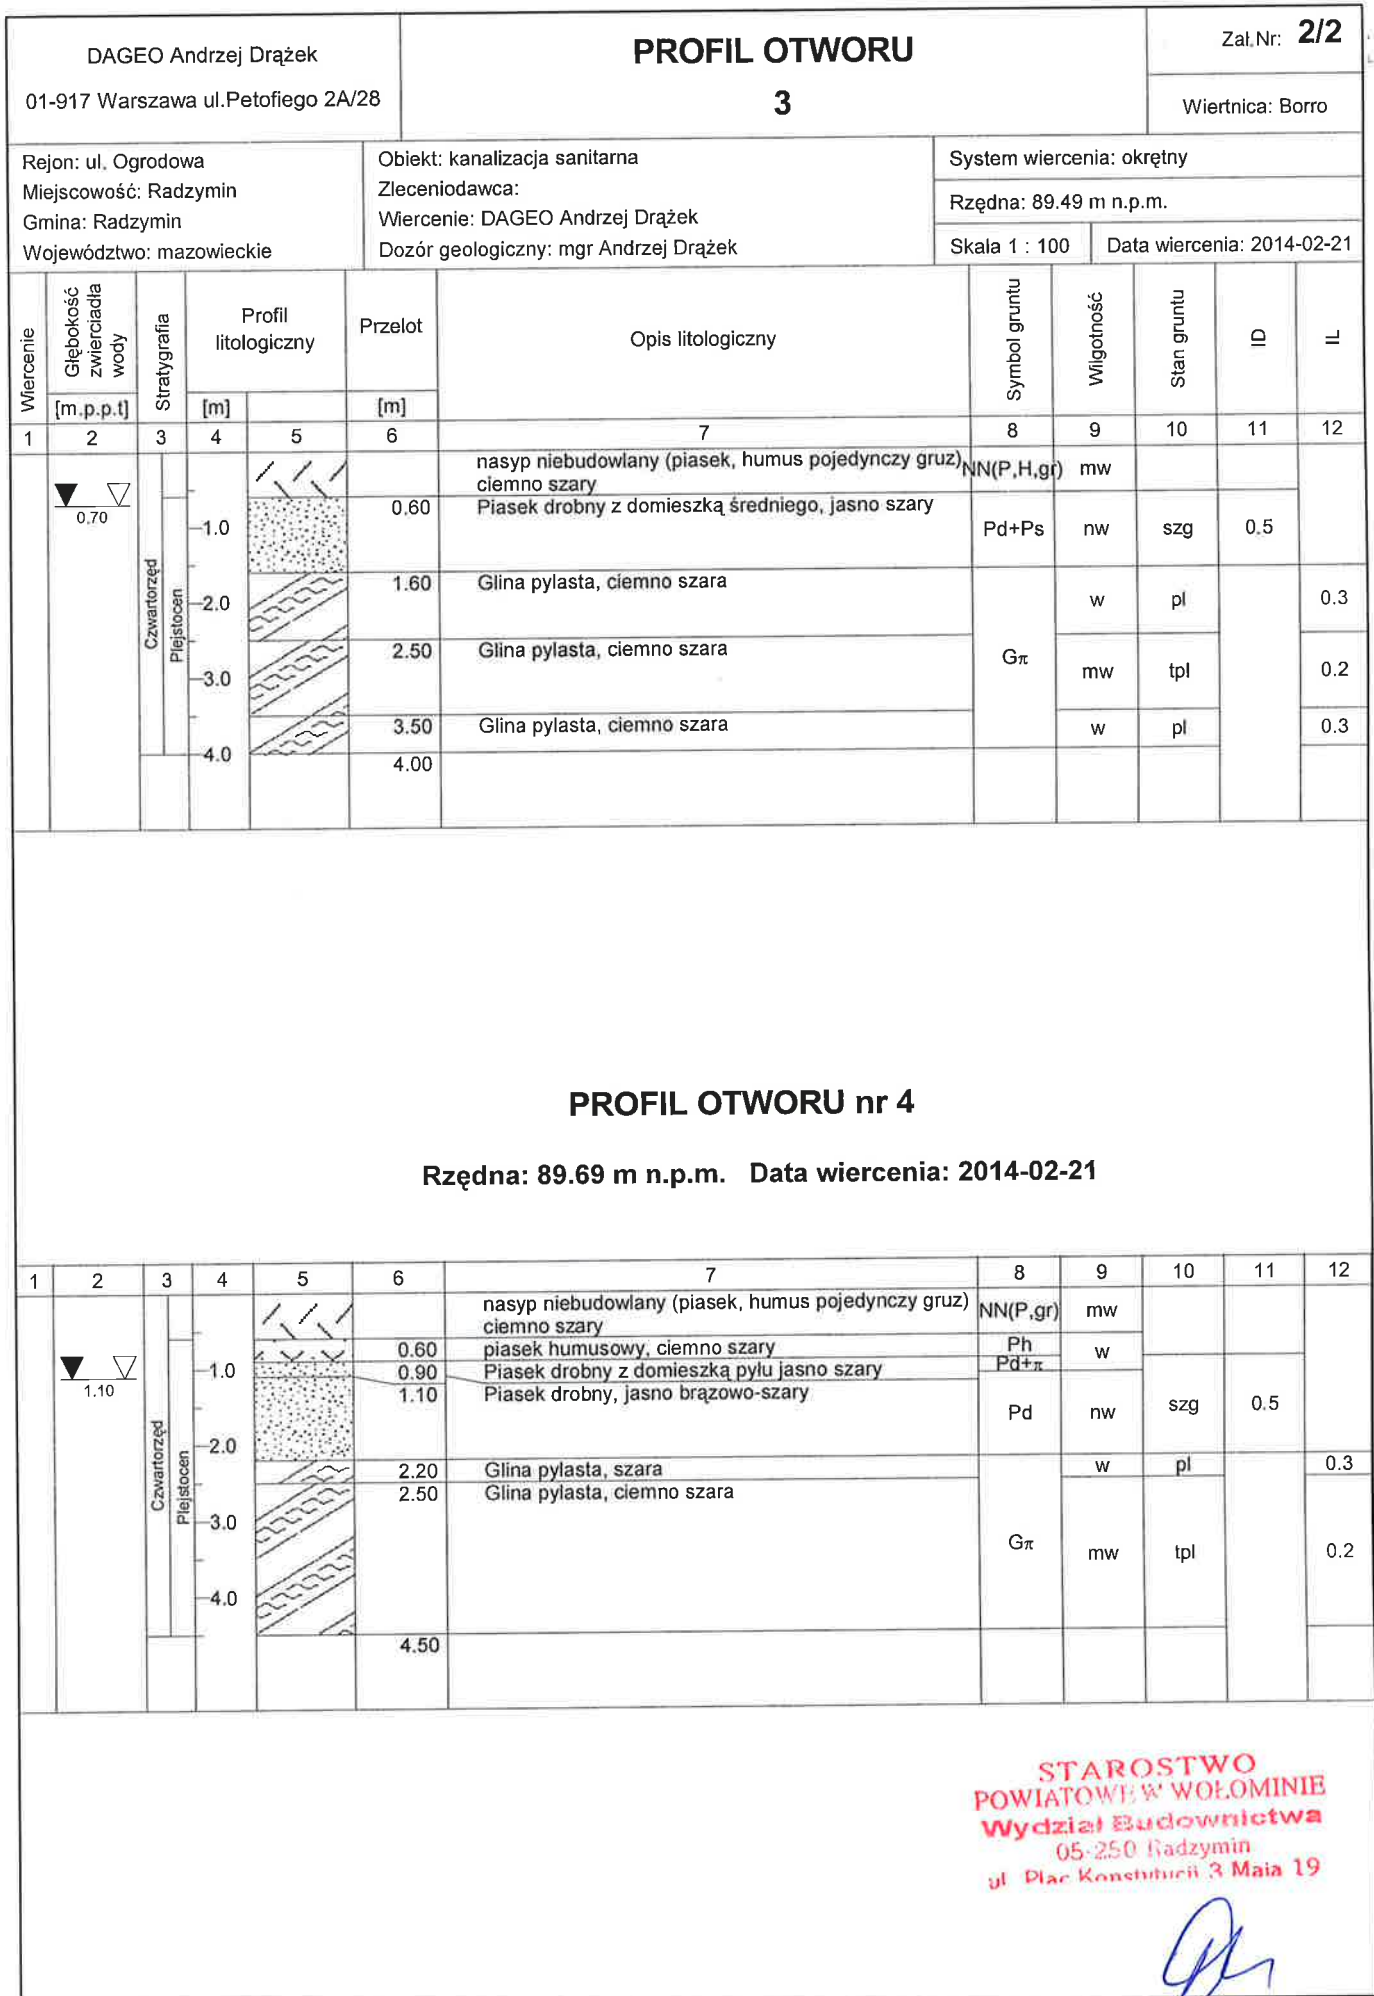 DAGEO Andrzej Drążek
01-917 Warszawa ul.Petofiego 2A/28
PROFIL OTWORU
3
Zał.Nr: 2/2
Wiertnica: Borro
Rejon: ul. Ogrodowa
Miejscowość: Radzymin
Gmina: Radzymin
Województwo: mazowieckie
Obiekt: kanalizacja sanitarna
Zleceniodawca:
Wiercenie: DAGEO Andrzej Drążek
Dozór geologiczny: mgr Andrzej Drążek
System wiercenia: okrętny
Rzędna: 89.49 m n.p.m.
Skala 1 : 100 Data wiercenia: 2014-02-21
Wiercenie
Głębokość zwierciadła wody
[m.p.p.t]
Stratygrafia
Profil litologiczny
[m]
Przelot
[m]
Opis litologiczny
Symbol gruntu
Wilgotność
Stan gruntu
ID
IL
1 2 3 4 5 6 7 8 9 10 11 12
nasyp niebudowlany (piasek, humus pojedynczy gruz) NN(P,H,gr) mw
ciemno szary
0.70
0.60 Piasek drobny z domieszką średniego, jasno szary
1.0 Pd+Ps nw szg 0.5
Czwartorzęd
Plejstocen
1.60 Glina pylasta, ciemno szara
2.0 w pl 0.3
2.50 Glina pylasta, ciemno szara
Gπ
3.0 mw tpl 0.2
3.50 Glina pylasta, ciemno szara w pl 0.3
4.0
4.00
PROFIL OTWORU nr 4
Rzędna: 89.69 m n.p.m. Data wiercenia: 2014-02-21
1 2 3 4 5 6 7 8 9 10 11 12
nasyp niebudowlany (piasek, humus pojedynczy gruz) NN(P,gr) mw
ciemno szary
0.60 piasek humusowy, ciemno szary Ph w
1.0 0.90 Piasek drobny z domieszką pyłu jasno szary Pd+π
1.10
1.10 Piasek drobny, jasno brązowo-szary
Pd nw szg 0.5
2.0
Czwartorzęd
Plejstocen
2.20 Glina pylasta, szara w pl 0.3
2.50 Glina pylasta, ciemno szara
3.0
Gπ mw tpl 0.2
4.0
4.50
STAROSTWO
POWIATOWE W WOŁOMINIE
Wydział Budownictwa
05-250 Radzymin
ul Plac Konstytucji 3 Maja 19